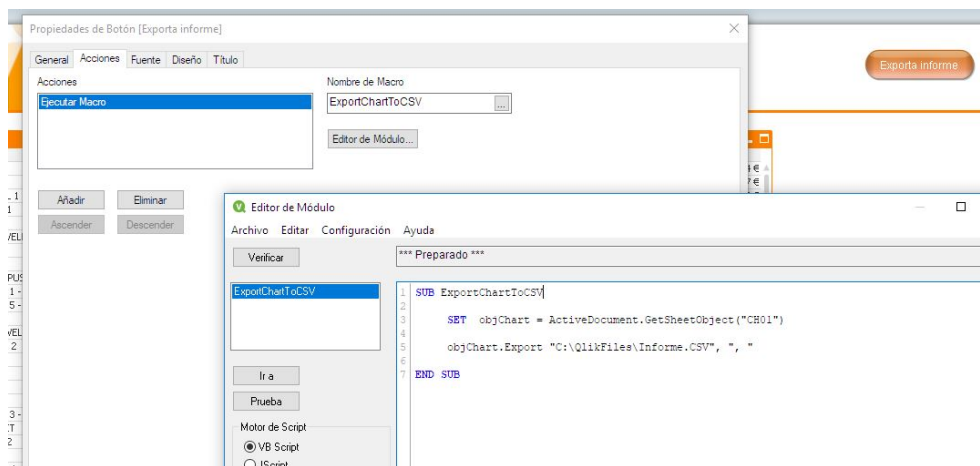 Propiedades de Botón [Exporta informe]
General Acciones Fuente Diseño Título
Exporta informe
Acciones
Nombre de Macro
Ejecutar Macro
ExportChartToCSV
...
Editor de Módulo...
Añadir Eliminar
Ascender Descender
Editor de Módulo
Archivo Editar Configuración Ayuda
Verificar
*** Preparado ***
ExportChartToCSV
1 SUB ExportChartToCSV
2
3 SET objChart = ActiveDocument.GetSheetObject("CH01")
4
5 objChart.Export "C:\QlikFiles\Informe.CSV", ", "
6
7 END SUB
Ir a
Prueba
Motor de Script
VB Script
JScript